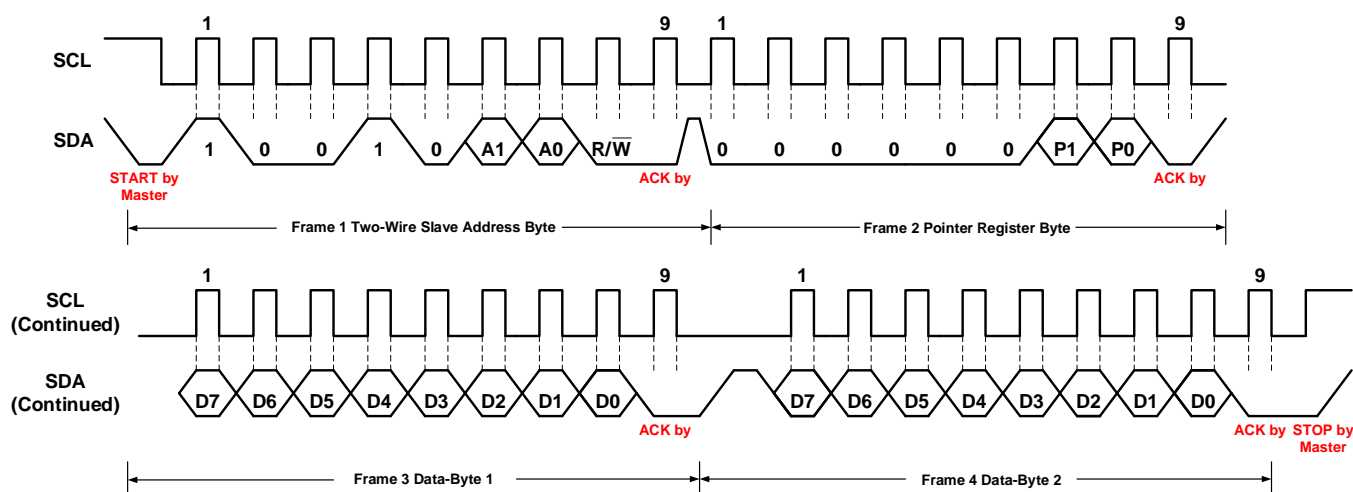 1 9 1 9
SCL
SDA
1 0 0 1 0 A1 A0 R/W̅ 0 0 0 0 0 0 P1 P0
START by
Master
ACK by
ACK by
Frame 1 Two-Wire Slave Address Byte
Frame 2 Pointer Register Byte
1 9 1 9
SCL
(Continued)
SDA
(Continued)
D7 D6 D5 D4 D3 D2 D1 D0 D7 D6 D5 D4 D3 D2 D1 D0
ACK by
ACK by
STOP by
Master
Frame 3 Data-Byte 1
Frame 4 Data-Byte 2